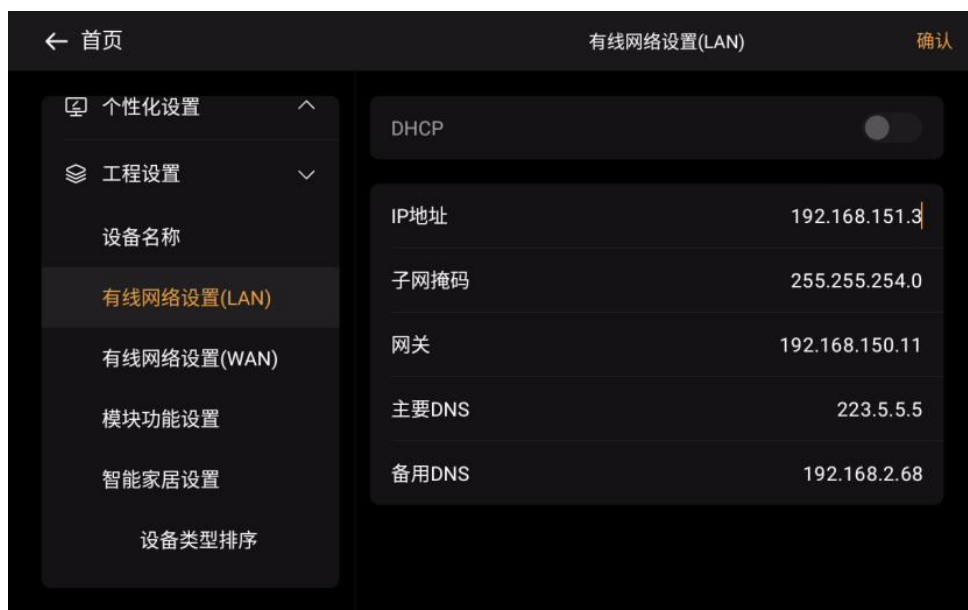 首页
有线网络设置(LAN)
确认
个性化设置
工程设置
设备名称
有线网络设置(LAN)
有线网络设置(WAN)
模块功能设置
智能家居设置
设备类型排序
DHCP
IP地址 192.168.151.3
子网掩码 255.255.254.0
网关 192.168.150.11
主要DNS 223.5.5.5
备用DNS 192.168.2.68